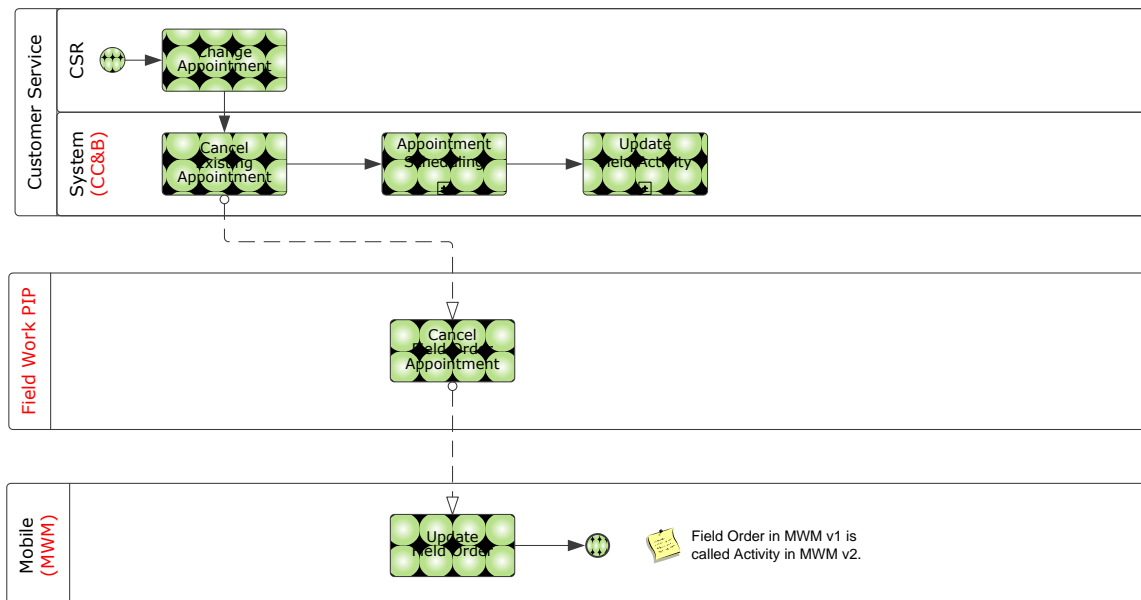 Customer Service
CSR
Change
Appointment
System
(CC&B)
Cancel
Existing
Appointment
Appointment
Scheduling
Update
Field Activity
Field Work PIP
Cancel
Field Order
Appointment
Mobile
(MWM)
Update
Field Order
Field Order in MWM v1 is
called Activity in MWM v2.